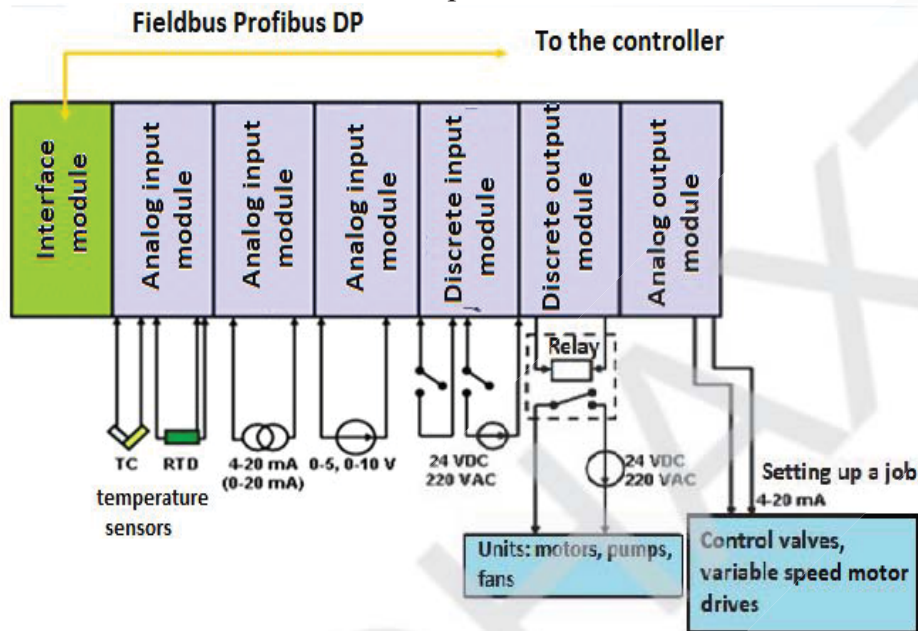 Fieldbus Profibus DP
To the controller
Interface
module
Analog input
module
Analog input
module
Analog input
module
Discrete input
module
Discrete output
module
Analog output
module
Relay
TC
RTD
4-20 mA
(0-20 mA)
0-5, 0-10 V
24 VDC
220 VAC
24 VDC
220 VAC
temperature
sensors
Setting up a job
4-20 mA
Units: motors, pumps,
fans
Control valves,
variable speed motor
drives